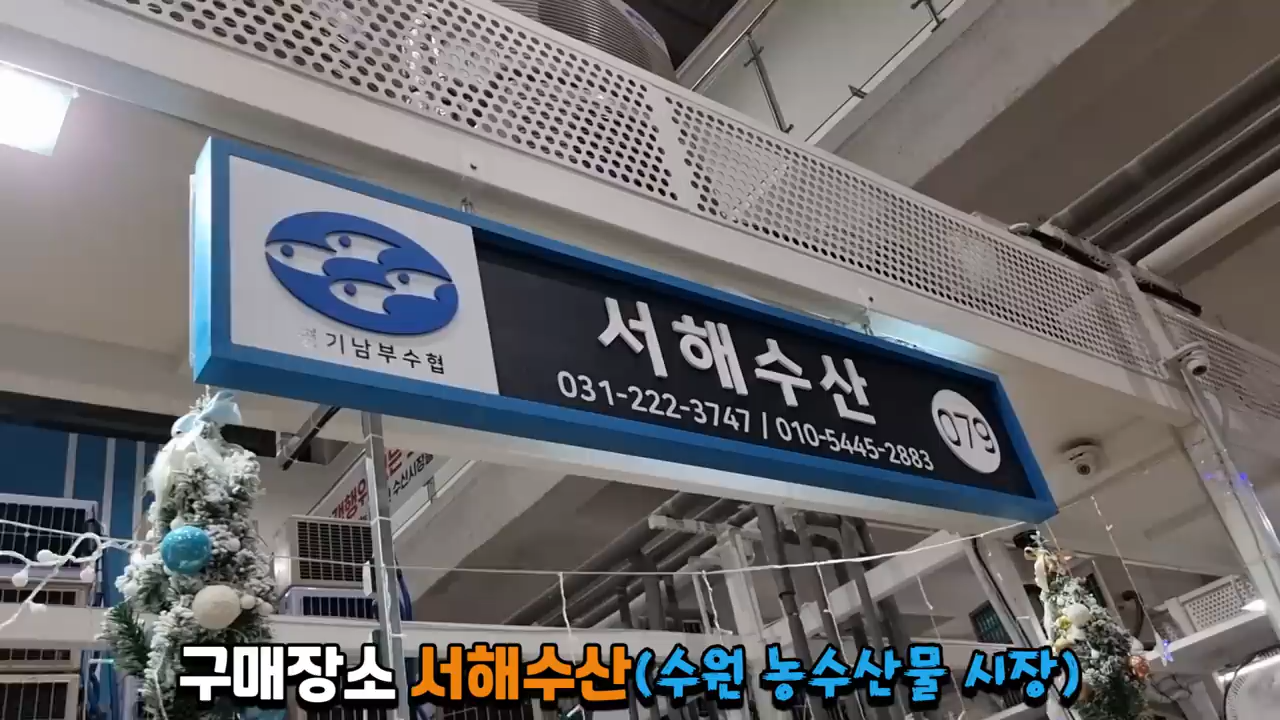 경기남부수협
서해수산
031-222-3747 | 010-5445-2883
079
구매장소 서해수산(수원 농수산물 시장)